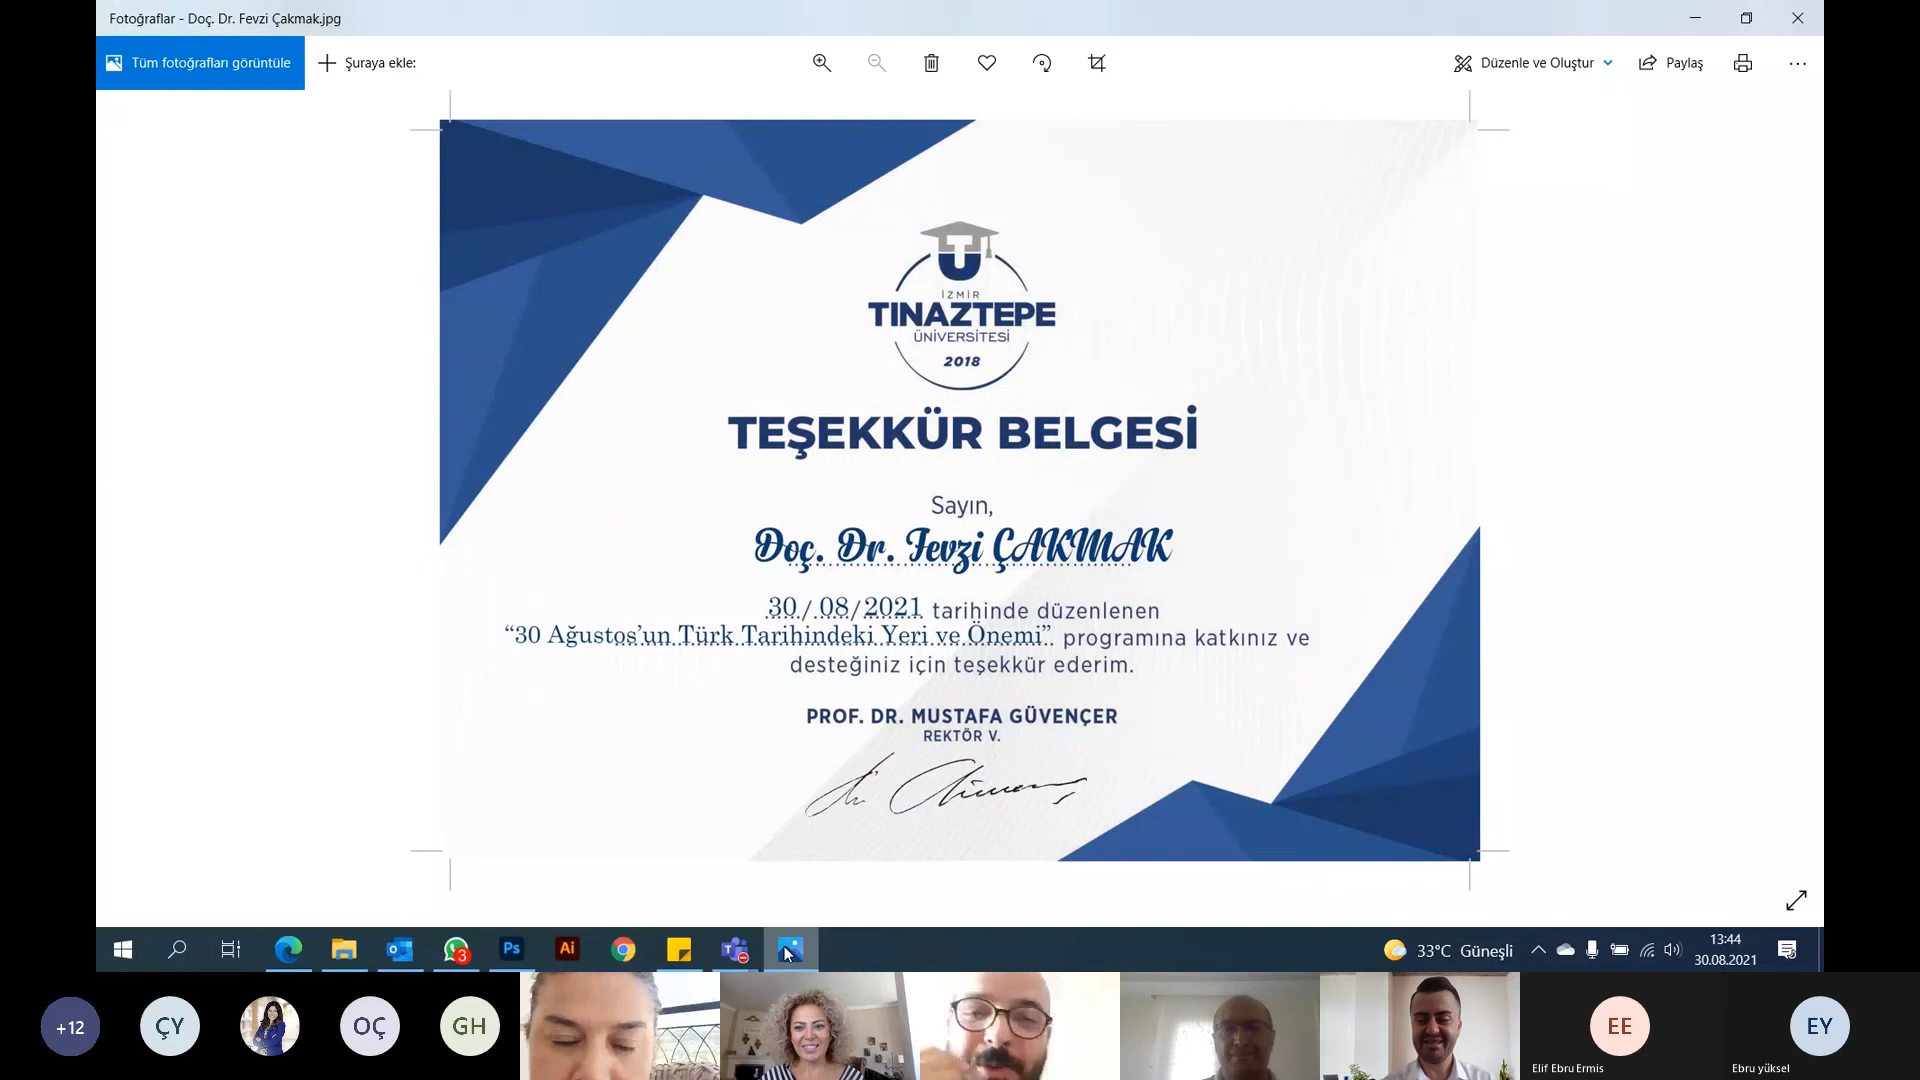 Fotoğraflar - Doç. Dr. Fevzi Çakmak.jpg
Tüm fotoğrafları görüntüle
Şuraya ekle:
Düzenle ve Oluştur
Paylaş
İZMİR
TINAZTEPE
ÜNİVERSİTESİ
2018
TEŞEKKÜR BELGESİ
Sayın,
Doç. Dr. Fevzi ÇAKMAK
30/08/2021 tarihinde düzenlenen
“30 Ağustos’un Türk Tarihindeki Yeri ve Önemi” programına katkınız ve
desteğiniz için teşekkür ederim.
PROF. DR. MUSTAFA GÜVENÇER
REKTÖR V.
3
Ps
Ai
33°C Güneşli
13:44
30.08.2021
+12
ÇY
OÇ
GH
EE
EY
Elif Ebru Ermis
Ebru yüksel